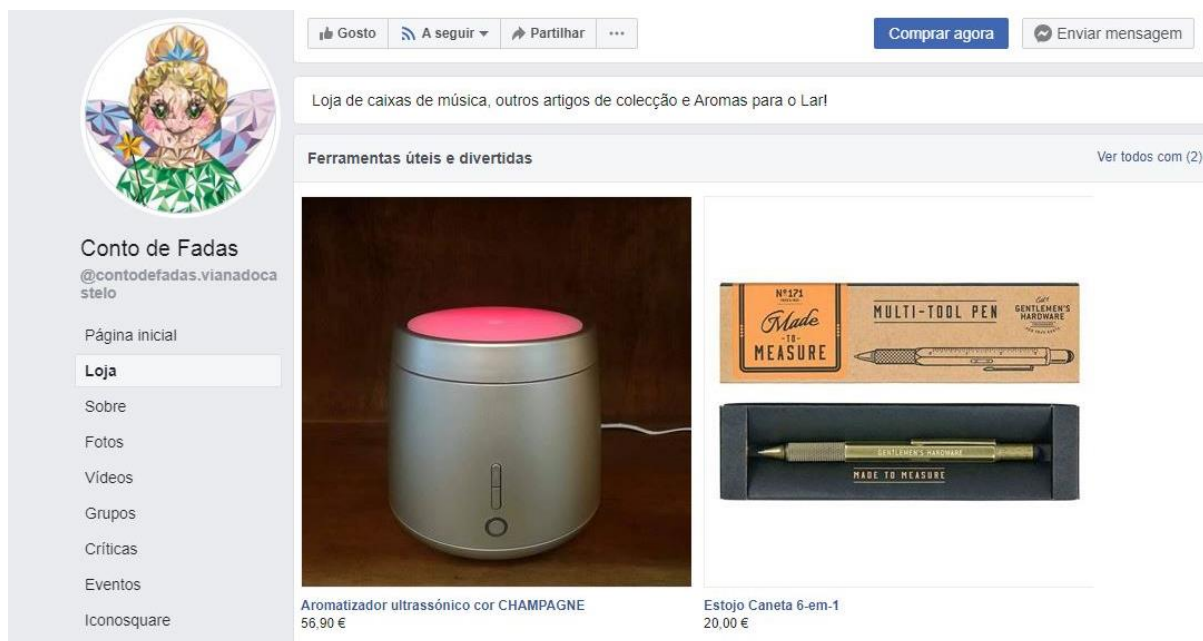 Gosto
A seguir
Partilhar
Comprar agora
Enviar mensagem
Loja de caixas de música, outros artigos de colecção e Aromas para o Lar!
Conto de Fadas
@contodefadas.vianadoca
stelo
Página inicial
Loja
Sobre
Fotos
Vídeos
Grupos
Críticas
Eventos
Iconosquare
Ferramentas úteis e divertidas
Ver todos com (2)
Nº171
Made
-TO-
MEASURE
MULTI-TOOL PEN
GENTLEMEN'S
HARDWARE
GENTLEMEN'S HARDWARE
MADE TO MEASURE
Aromatizador ultrassónico cor CHAMPAGNE
56,90 €
Estojo Caneta 6-em-1
20,00 €